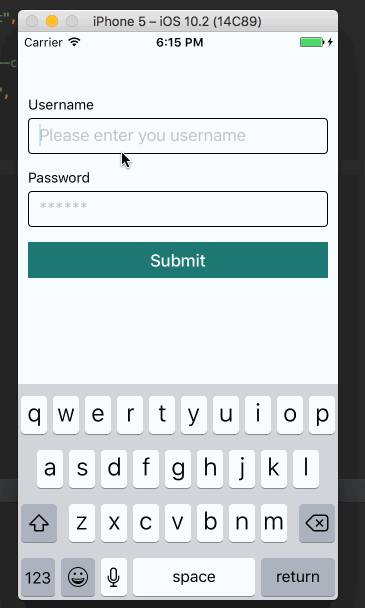 iPhone 5 – iOS 10.2 (14C89)
Carrier 6:15 PM
Username
Please enter you username
Password
******
Submit
q w e r t y u i o p
a s d f g h j k l
z x c v b n m
123 space return